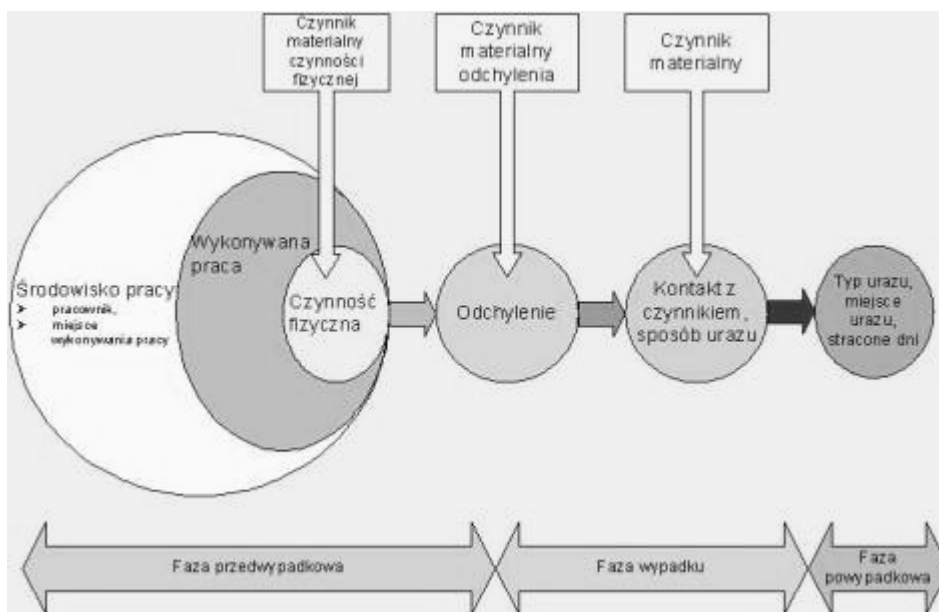 Czynnik
materialny
czynności
fizycznej
Czynnik
materialny
odchylenia
Czynnik
materialny
Wykonywana
praca
Środowisko pracy:
➤ pracownik,
➤ miejsce
wykonywania pracy
Czynność
fizyczna
Odchylenie
Kontakt z
czynnikiem,
sposób urazu
Typ urazu,
miejsce
urazu,
stracone dni
Faza przedwypadkowa
Faza wypadku
Faza
powypadkowa